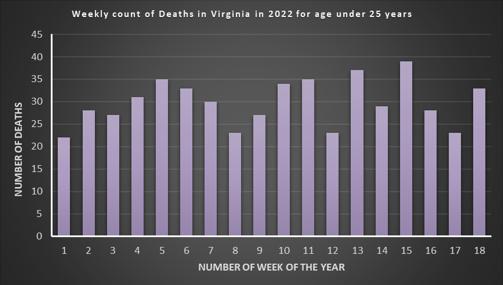 Weekly count of Deaths in Virginia in 2022 for age under 25 years
45
40
35
30
25
20
15
10
5
0
NUMBER OF DEATHS
1 2 3 4 5 6 7 8 9 10 11 12 13 14 15 16 17 18
NUMBER OF WEEK OF THE YEAR